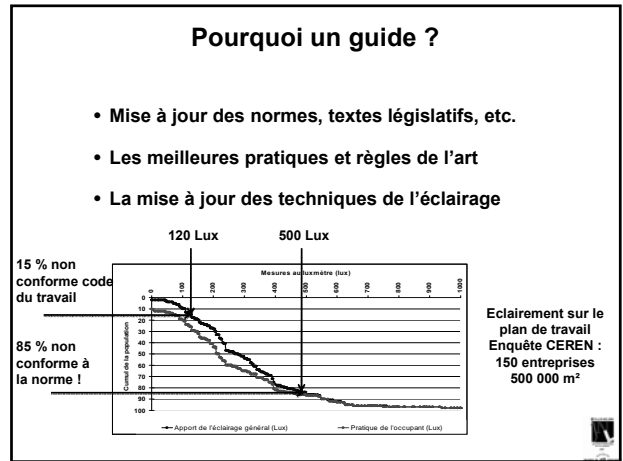 Pourquoi un guide ?
• Mise à jour des normes, textes législatifs, etc.
• Les meilleures pratiques et règles de l'art
• La mise à jour des techniques de l'éclairage
120 Lux
500 Lux
15 % non
conforme code
du travail
85 % non
conforme à
la norme !
Mesures au luxmètre (lux)
0 100 200 300 400 500 600 700 800 900 1000
Cumul de la population
0
10
20
30
40
50
60
70
80
90
100
Apport de l'éclairage général (Lux)
Pratique de l'occupant (Lux)
Eclairement sur le
plan de travail
Enquête CEREN :
150 entreprises
500 000 m²